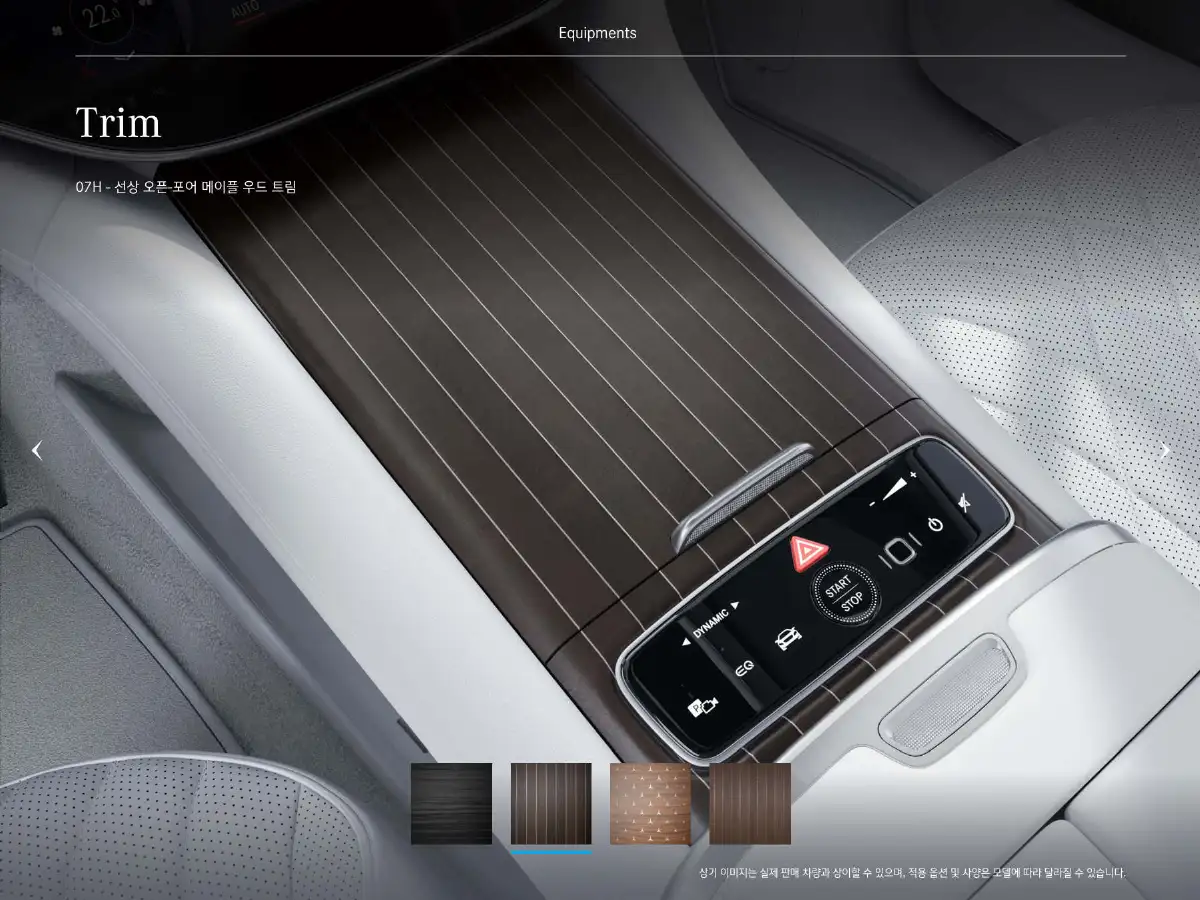 22.0
AUTO
Equipments
Trim
07H - 선상 오픈-포어 메이플 우드 트림
- +
◀ DYNAMIC ▶
START
STOP
EQ
P
상기 이미지는 실제 판매 차량과 상이할 수 있으며, 적용 옵션 및 사양은 모델에 따라 달라질 수 있습니다.